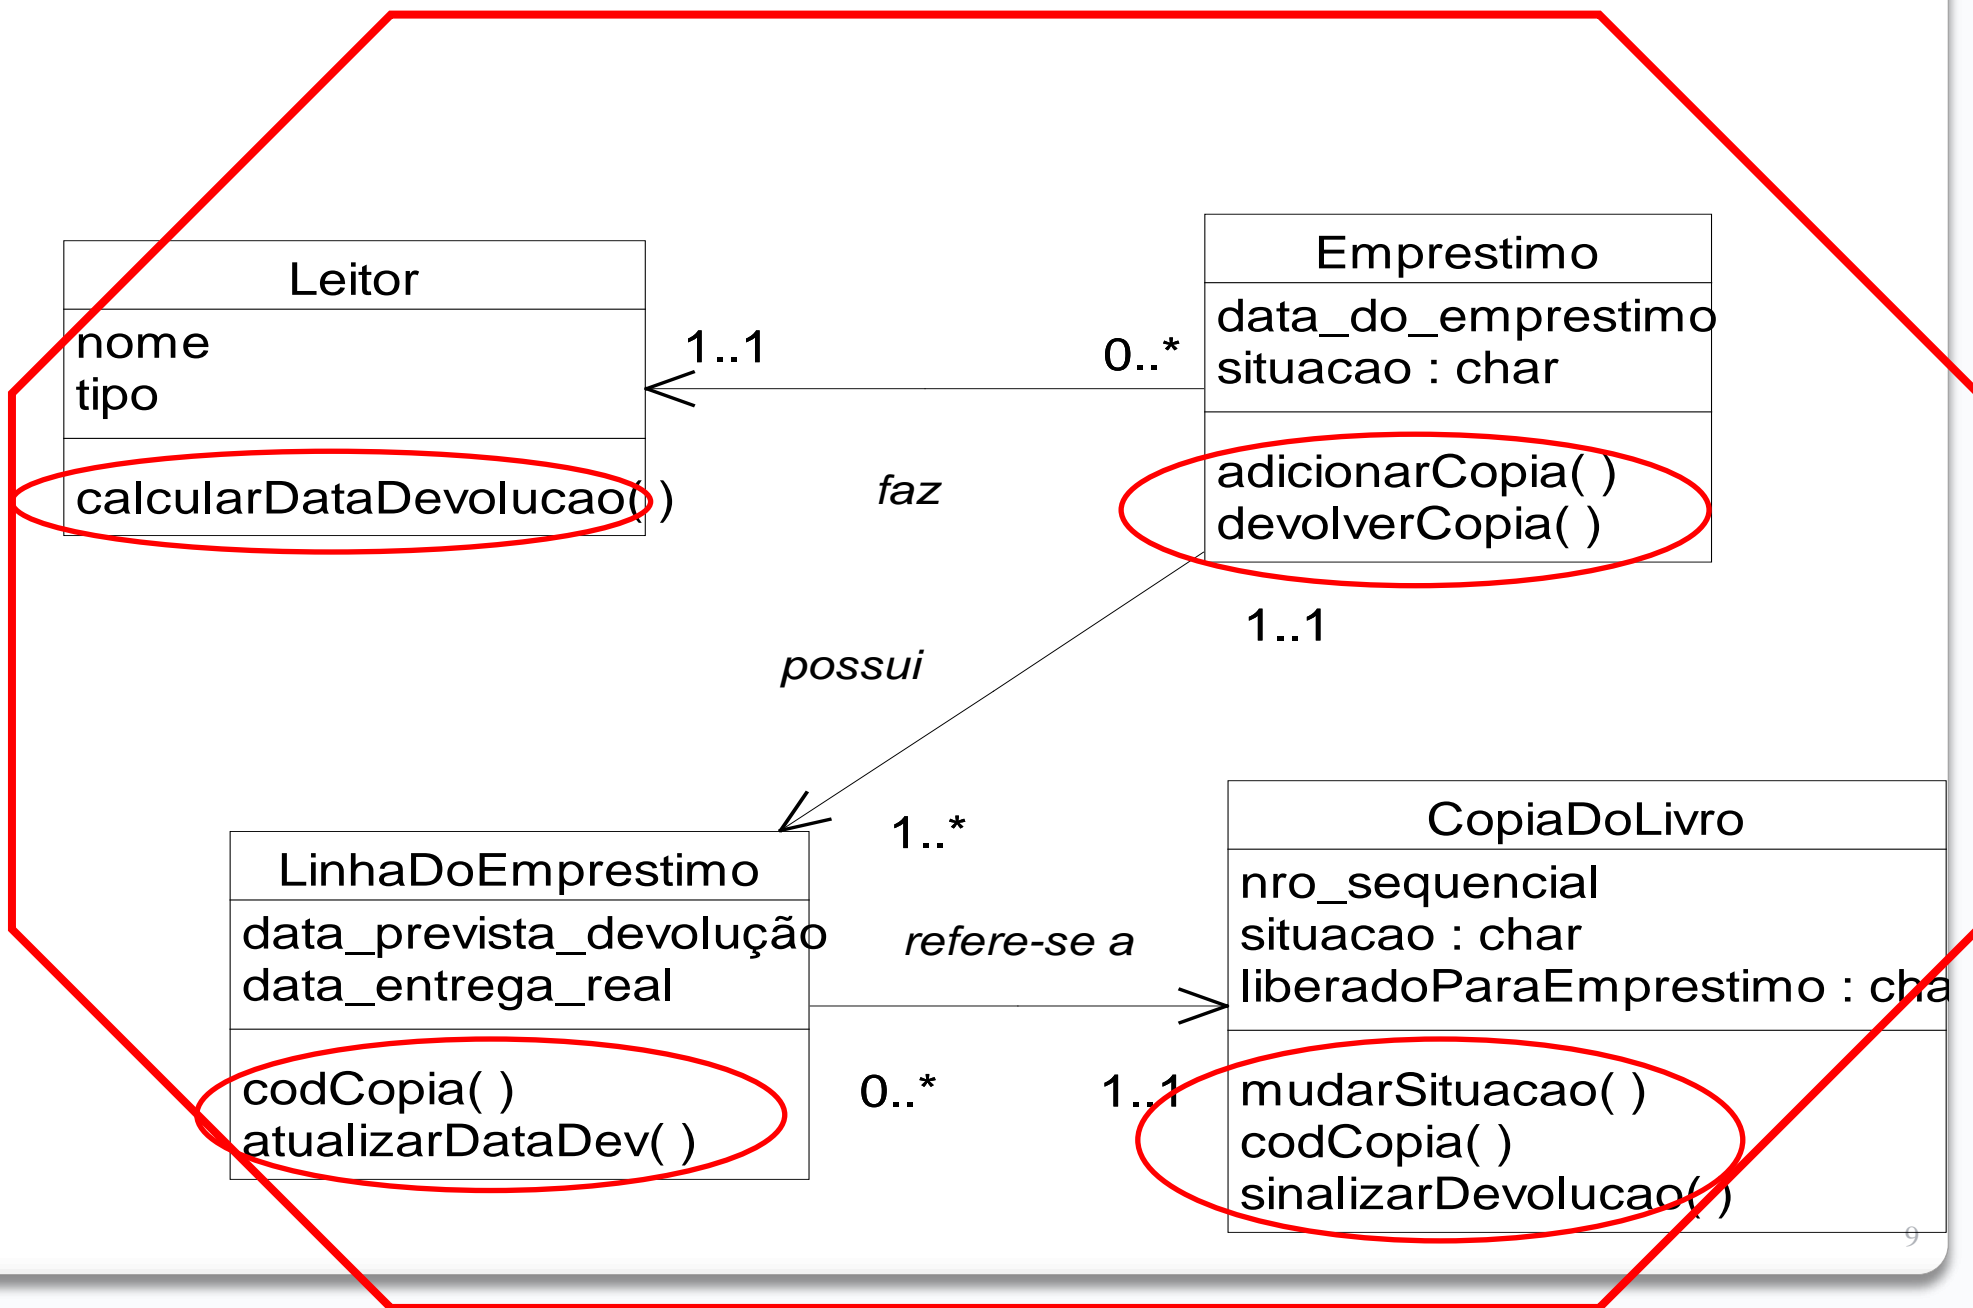 Leitor
nome
tipo
calcularDataDevolucao( )
1..1
0..*
faz
Emprestimo
data_do_emprestimo
situacao : char
adicionarCopia( )
devolverCopia( )
1..1
possui
1..*
LinhaDoEmprestimo
data_prevista_devolução
data_entrega_real
codCopia( )
atualizarDataDev( )
refere-se a
0..*
1..1
CopiaDoLivro
nro_sequencial
situacao : char
liberadoParaEmprestimo : cha
mudarSituacao( )
codCopia( )
sinalizarDevolucao( )
9